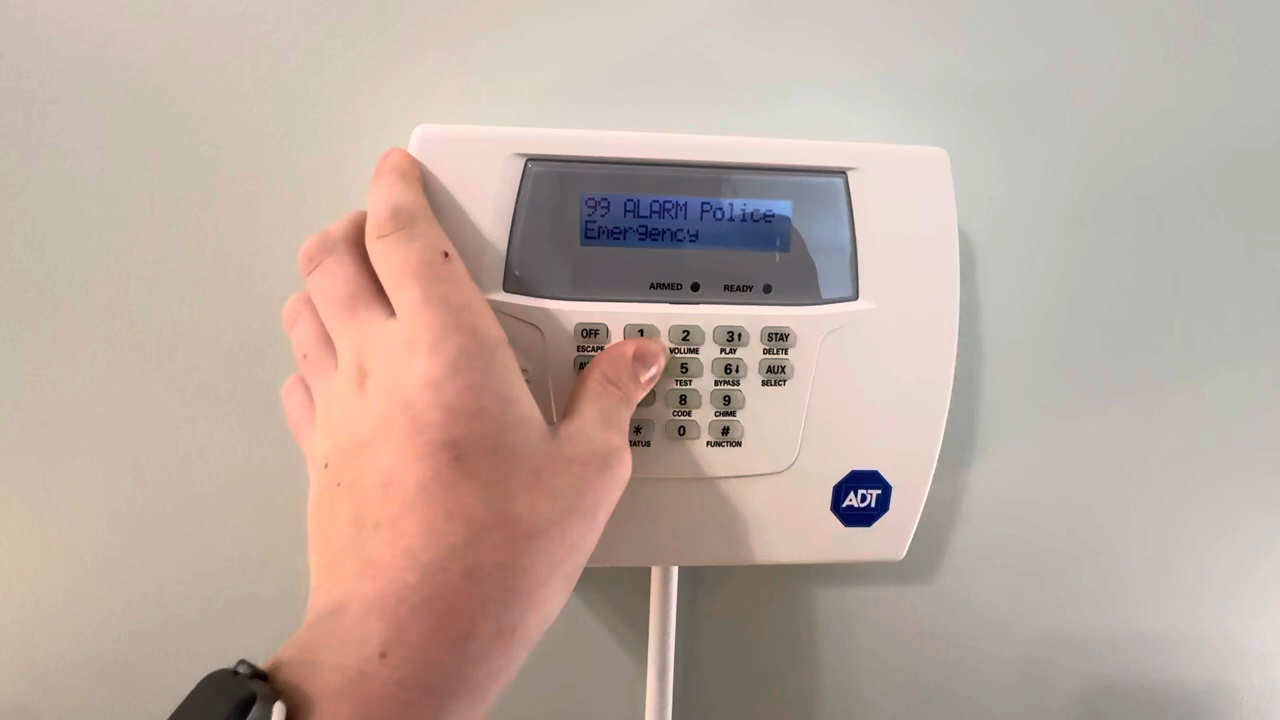 99 ALARM Police
Emergency
ARMED READY
OFF 1 2 3↑ STAY
ESCAPE VOLUME PLAY DELETE
5 6↓ AUX
TEST BYPASS SELECT
8 9
CODE CHIME
* 0 #
TATUS FUNCTION
ADT